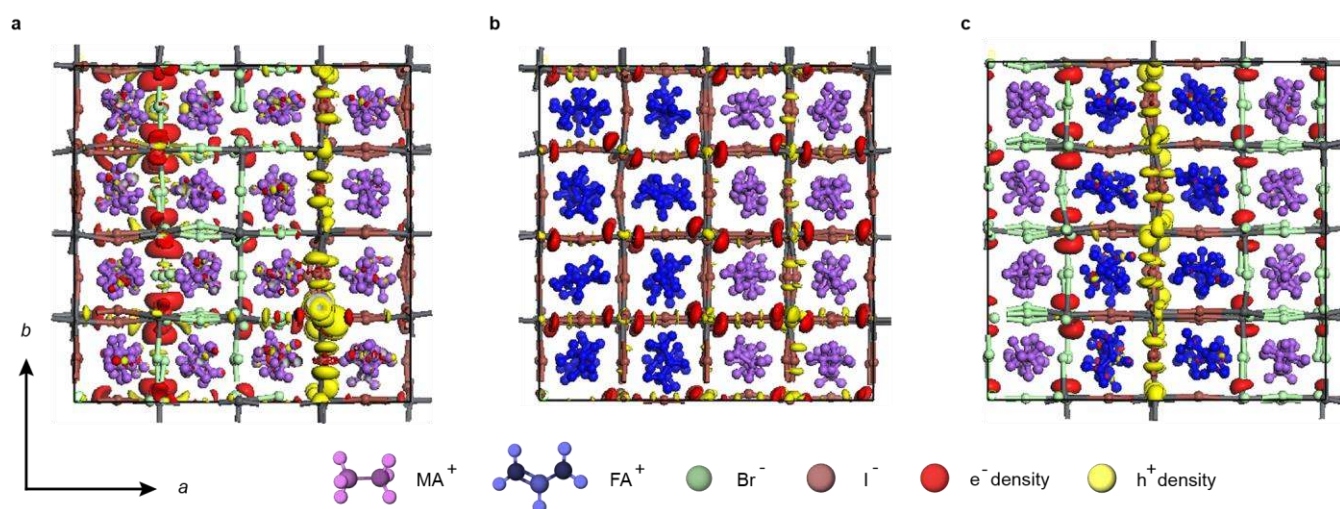 a
b
c
b
a
MA+
FA+
Br-
I-
e- density
h+ density